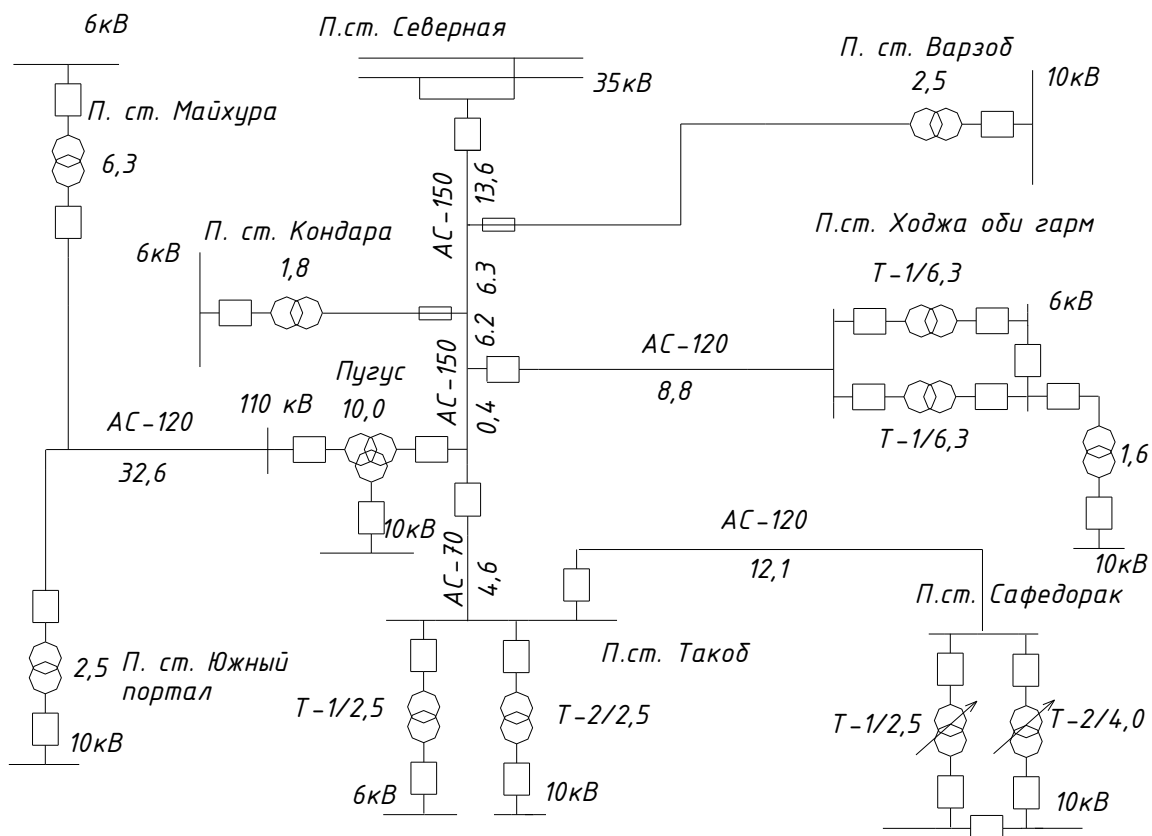 6кВ
П.ст. Северная
35кВ
П. ст. Варзоб
2,5
10кВ
П. ст. Майхура
6,3
АС-150
13,6
П. ст. Кондара
6кВ
1,8
6.3
П.ст. Ходжа оби гарм
Т-1/6,3
6кВ
6.2
АС-120
8,8
Т-1/6,3
1,6
10кВ
Пугус
110 кВ
10,0
АС-150
0,4
АС-120
32,6
10кВ
АС-70
4,6
АС-120
12,1
П.ст. Сафедорак
П.ст. Такоб
2,5
П. ст. Южный
портал
10кВ
Т-1/2,5
Т-2/2,5
6кВ
10кВ
Т-1/2,5
Т-2/4,0
10кВ